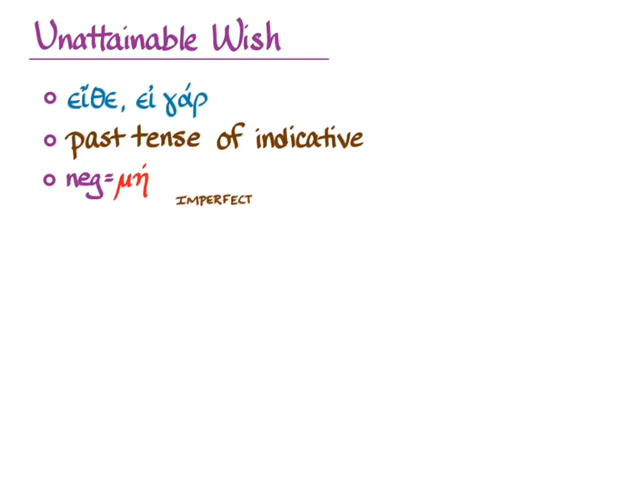 Unattainable Wish
εἴθε, εἰ γάρ
past tense of indicative
neg=μή
IMPERFECT